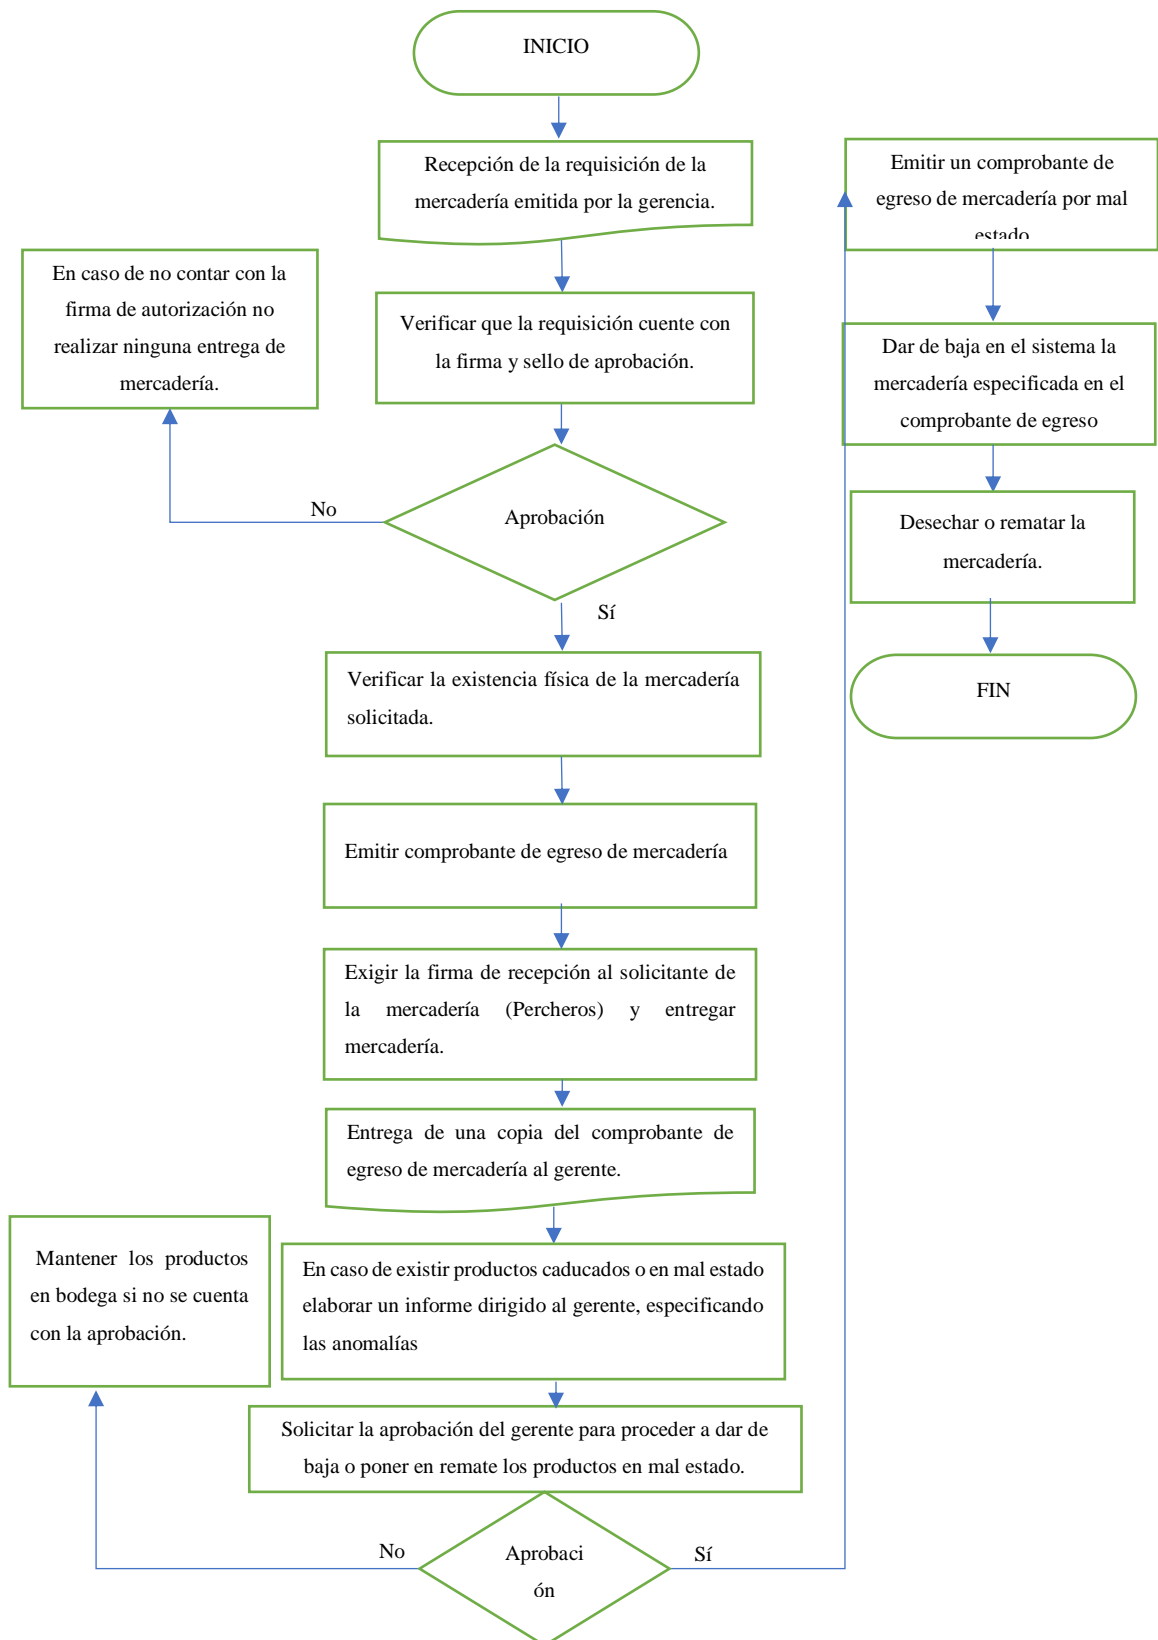 INICIO
Recepción de la requisición de la
mercadería emitida por la gerencia.
En caso de no contar con la
firma de autorización no
realizar ninguna entrega de
mercadería.
Verificar que la requisición cuente con
la firma y sello de aprobación.
No
Aprobación
Sí
Verificar la existencia física de la mercadería
solicitada.
Emitir comprobante de egreso de mercadería
Exigir la firma de recepción al solicitante de
la mercadería (Percheros) y entregar
mercadería.
Entrega de una copia del comprobante de
egreso de mercadería al gerente.
En caso de existir productos caducados o en mal estado
elaborar un informe dirigido al gerente, especificando
las anomalías
Solicitar la aprobación del gerente para proceder a dar de
baja o poner en remate los productos en mal estado.
Mantener los productos
en bodega si no se cuenta
con la aprobación.
No
Aprobaci
ón
Sí
Emitir un comprobante de
egreso de mercadería por mal
estado
Dar de baja en el sistema la
mercadería especificada en el
comprobante de egreso
Desechar o rematar la
mercadería.
FIN